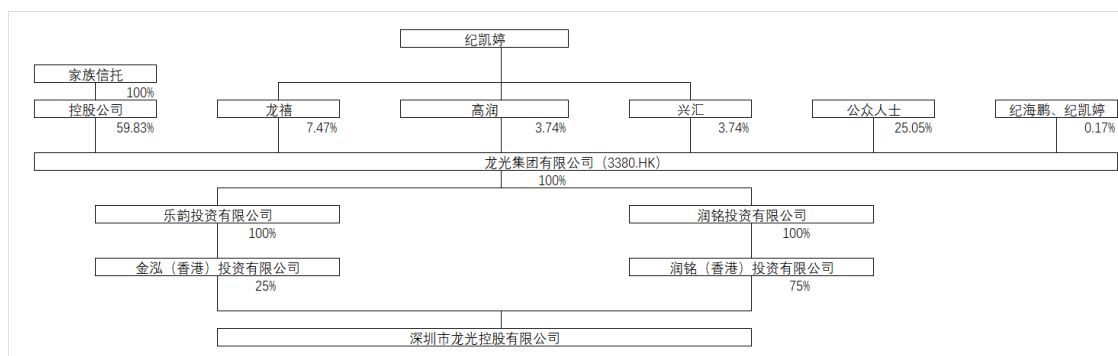 纪凯婷
家族信托
100%
控股公司 龙禧 高润 兴汇 公众人士 纪海鹏、纪凯婷
59.83% 7.47% 3.74% 3.74% 25.05% 0.17%
龙光集团有限公司（3380.HK）
100%
乐韵投资有限公司 润铭投资有限公司
100% 100%
金泓（香港）投资有限公司 润铭（香港）投资有限公司
25% 75%
深圳市龙光控股有限公司